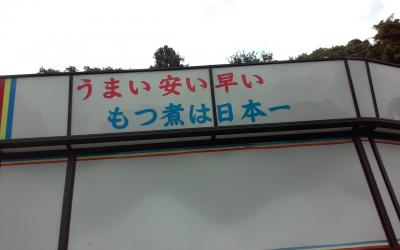 うまい 安い 早い
もつ煮は日本一